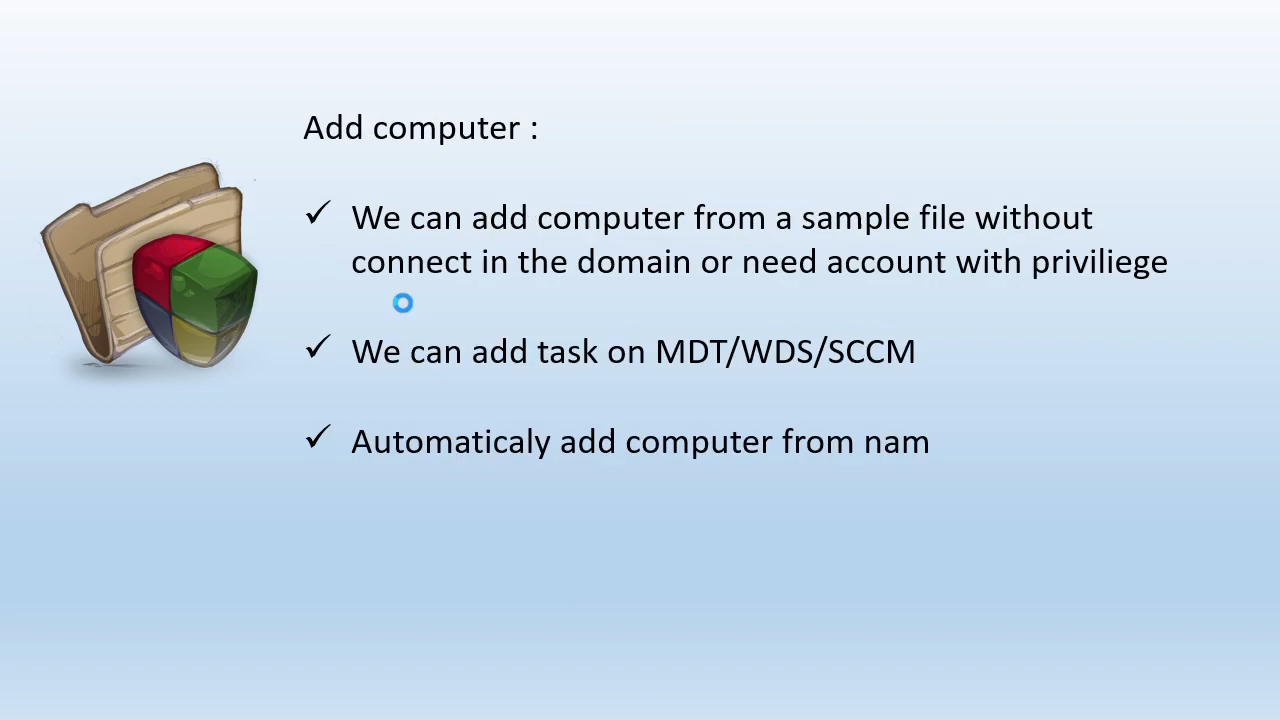 Add computer :
✓ We can add computer from a sample file without
connect in the domain or need account with priviliege
✓ We can add task on MDT/WDS/SCCM
✓ Automaticaly add computer from nam